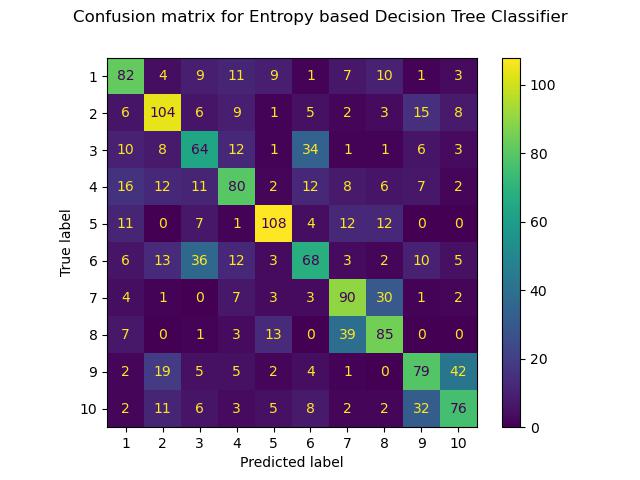 Confusion matrix for Entropy based Decision Tree Classifier
1 82 4 9 11 9 1 7 10 1 3
2 6 104 6 9 1 5 2 3 15 8
3 10 8 64 12 1 34 1 1 6 3
4 16 12 11 80 2 12 8 6 7 2
5 11 0 7 1 108 4 12 12 0 0
6 6 13 36 12 3 68 3 2 10 5
7 4 1 0 7 3 3 90 30 1 2
8 7 0 1 3 13 0 39 85 0 0
9 2 19 5 5 2 4 1 0 79 42
10 2 11 6 3 5 8 2 2 32 76
1 2 3 4 5 6 7 8 9 10
Predicted label
True label
100
80
60
40
20
0